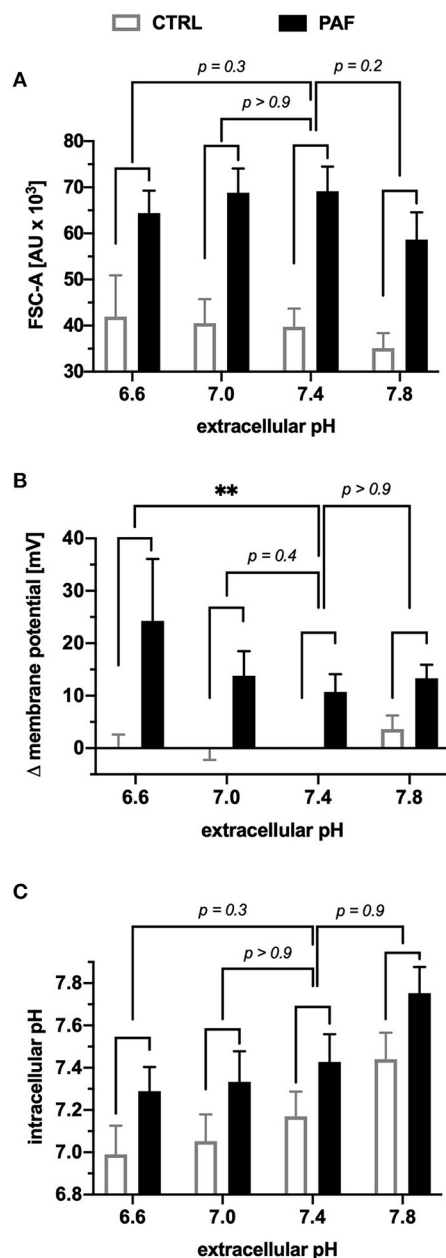 CTRL PAF
A
p = 0.3 p = 0.2
p > 0.9
FSC-A [AU x 10³]
80
70
60
50
40
30
6.6 7.0 7.4 7.8
extracellular pH
B
** p > 0.9
p = 0.4
Δ membrane potential [mV]
40
30
20
10
0
6.6 7.0 7.4 7.8
extracellular pH
C
p = 0.3 p = 0.9
p > 0.9
intracellular pH
7.8
7.6
7.4
7.2
7.0
6.8
6.6 7.0 7.4 7.8
extracellular pH